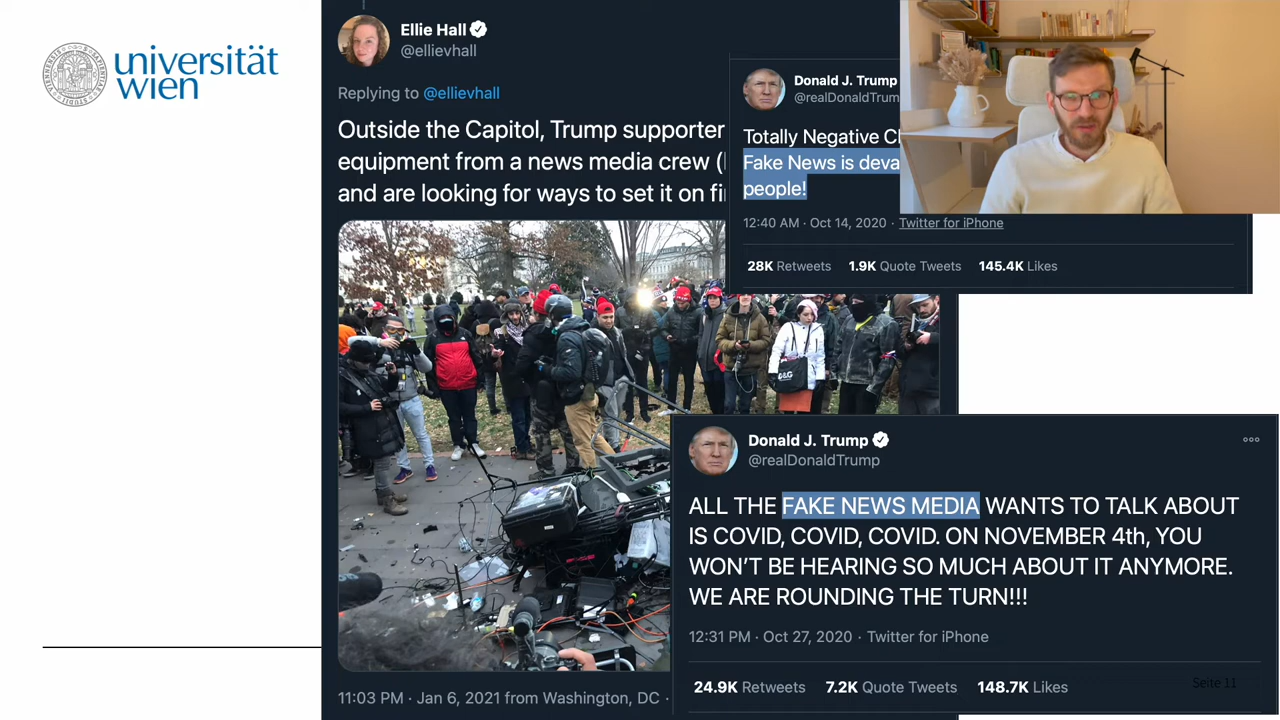 universität
wien
Ellie Hall
@ellievhall
Replying to @ellievhall
Outside the Capitol, Trump supporter
equipment from a news media crew
and are looking for ways to set it on
11:03 PM · Jan 6, 2021 from Washington, DC ·
Donald J. Trump
@realDonaldTrum
Totally Negative
Fake News is
people!
12:40 AM · Oct 14, 2020 · Twitter for iPhone
28K Retweets 1.9K Quote Tweets 145.4K Likes
Donald J. Trump
@realDonaldTrump
ALL THE FAKE NEWS MEDIA WANTS TO TALK ABOUT
IS COVID, COVID, COVID. ON NOVEMBER 4th, YOU
WON'T BE HEARING SO MUCH ABOUT IT ANYMORE.
WE ARE ROUNDING THE TURN!!!
12:31 PM · Oct 27, 2020 · Twitter for iPhone
24.9K Retweets 7.2K Quote Tweets 148.7K Likes
Seite 11